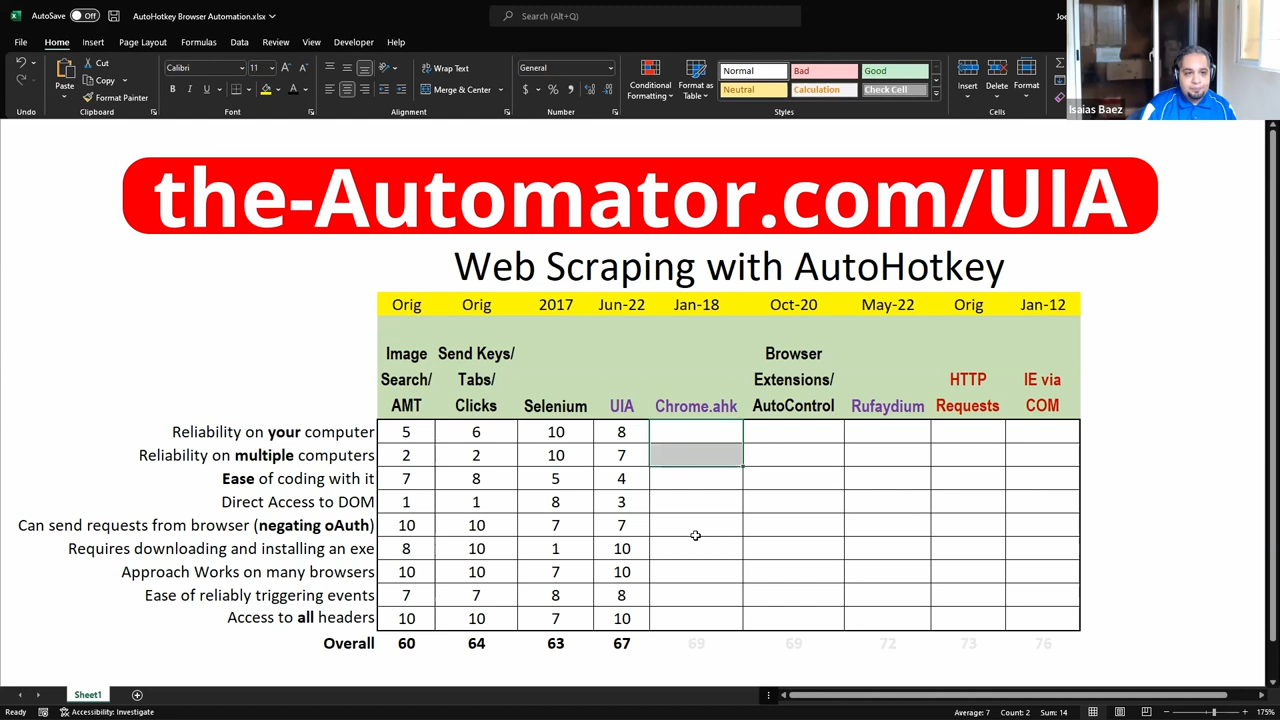 AutoSave Off AutoHotkey Browser Automation.xlsx Search (Alt+Q)
File Home Insert Page Layout Formulas Data Review View Developer Help
Paste
Cut
Copy
Format Painter
Calibri 11
B I U
Wrap Text
Merge & Center
General
$ % ,
Conditional Formatting
Format as Table
Normal Bad Good
Neutral Calculation Check Cell
Insert Delete Format
Undo Clipboard Font Alignment Number Styles Cells
Isaias Baez
the-Automator.com/UIA
Web Scraping with AutoHotkey
Orig Orig 2017 Jun-22 Jan-18 Oct-20 May-22 Orig Jan-12
Image Search/ AMT
Send Keys/ Tabs/ Clicks
Selenium
UIA
Chrome.ahk
Browser Extensions/ AutoControl
Rufaydium
HTTP Requests
IE via COM
Reliability on your computer 5 6 10 8
Reliability on multiple computers 2 2 10 7
Ease of coding with it 7 8 5 4
Direct Access to DOM 1 1 8 3
Can send requests from browser (negating oAuth) 10 10 7 7
Requires downloading and installing an exe 8 10 1 10
Approach Works on many browsers 10 10 7 10
Ease of reliably triggering events 7 7 8 8
Access to all headers 10 10 7 10
Overall 60 64 63 67 69 69 72 73 76
Sheet1
Ready Accessibility: Investigate Average: 7 Count: 2 Sum: 14 175%